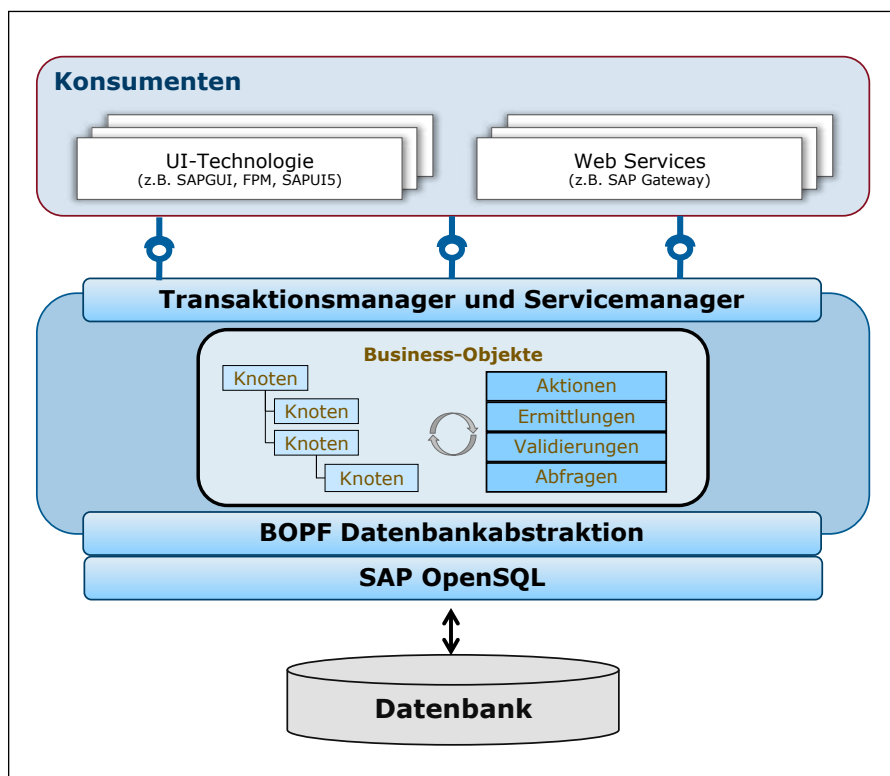 Konsumenten
UI-Technologie
(z.B. SAPGUI, FPM, SAPUI5)
Web Services
(z.B. SAP Gateway)
Transaktionsmanager und Servicemanager
Business-Objekte
Knoten
Knoten
Knoten
Knoten
Aktionen
Ermittlungen
Validierungen
Abfragen
BOPF Datenbankabstraktion
SAP OpenSQL
Datenbank